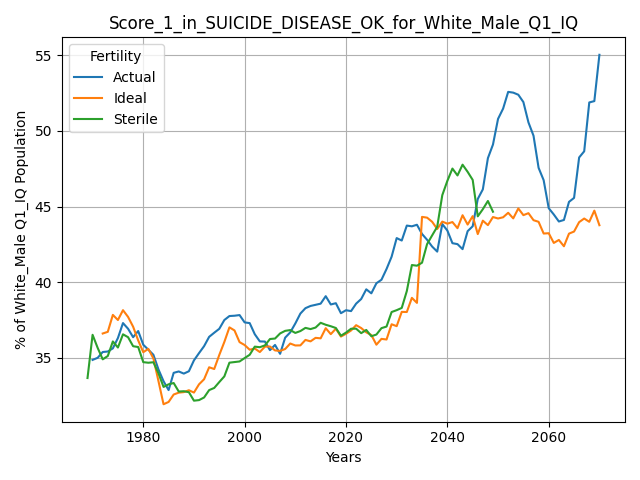 Score_1_in_SUICIDE_DISEASE_OK_for_White_Male_Q1_IQ
% of White_Male Q1_IQ Population
55
50
45
40
35
Fertility
Actual
Ideal
Sterile
1980 2000 2020 2040 2060
Years